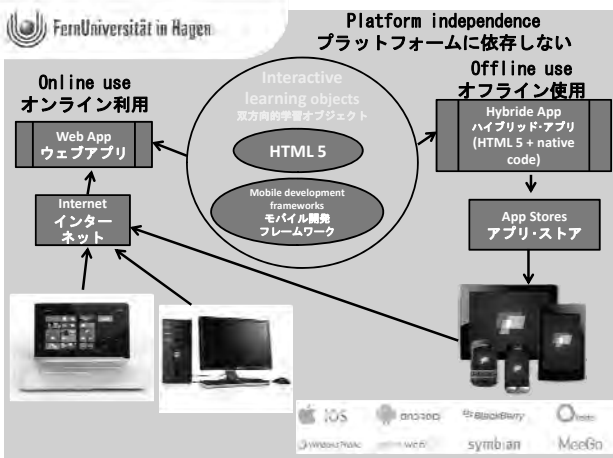 FernUniversität in Hagen
Platform independence
プラットフォームに依存しない
Online use
オンライン利用
Offline use
オフライン使用
Interactive
learning objects
双方向的学習オブジェクト
HTML 5
Mobile development
frameworks
モバイル開発
フレームワーク
Web App
ウェブアプリ
Internet
インター
ネット
Hybride App
ハイブリッド・アプリ
(HTML 5 + native
code)
App Stores
アプリ・ストア
iOS
ANDROID
BlackBerry
symbian
MeeGo